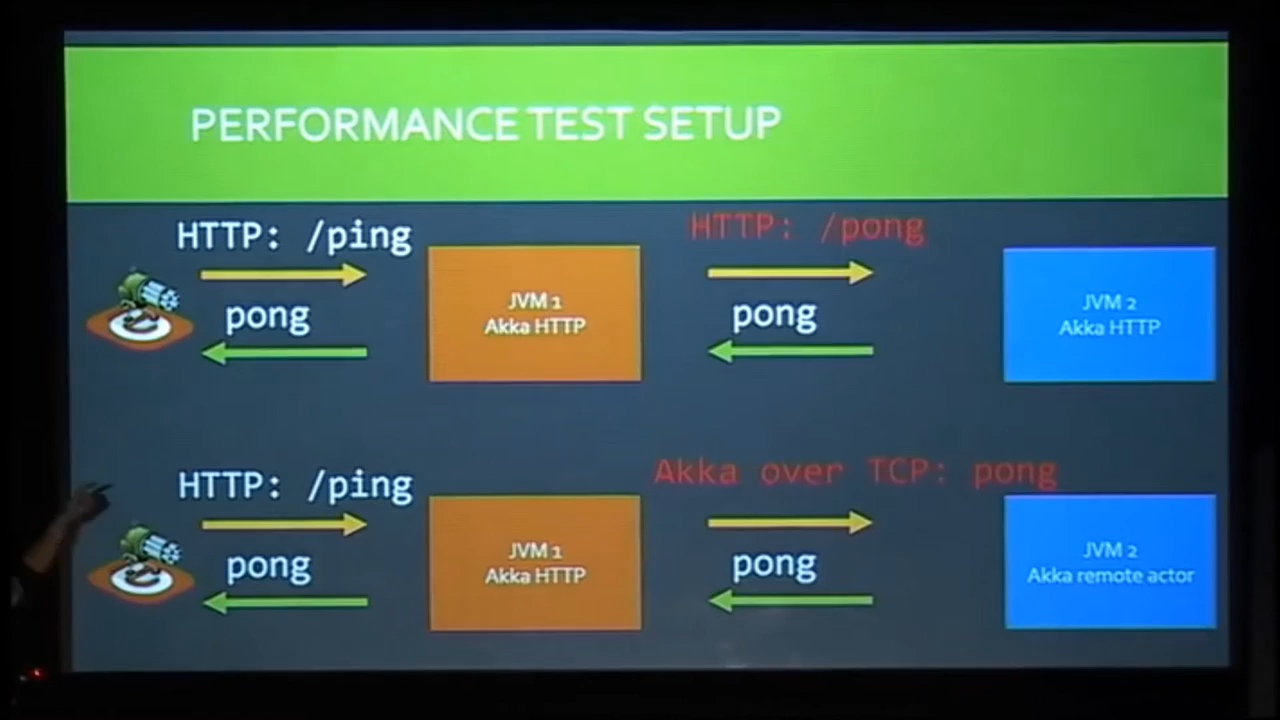 PERFORMANCE TEST SETUP
HTTP: /ping
HTTP: /pong
pong
JVM 1
Akka HTTP
pong
JVM 2
Akka HTTP
HTTP: /ping
Akka over TCP: pong
pong
JVM 1
Akka HTTP
pong
JVM 2
Akka remote actor